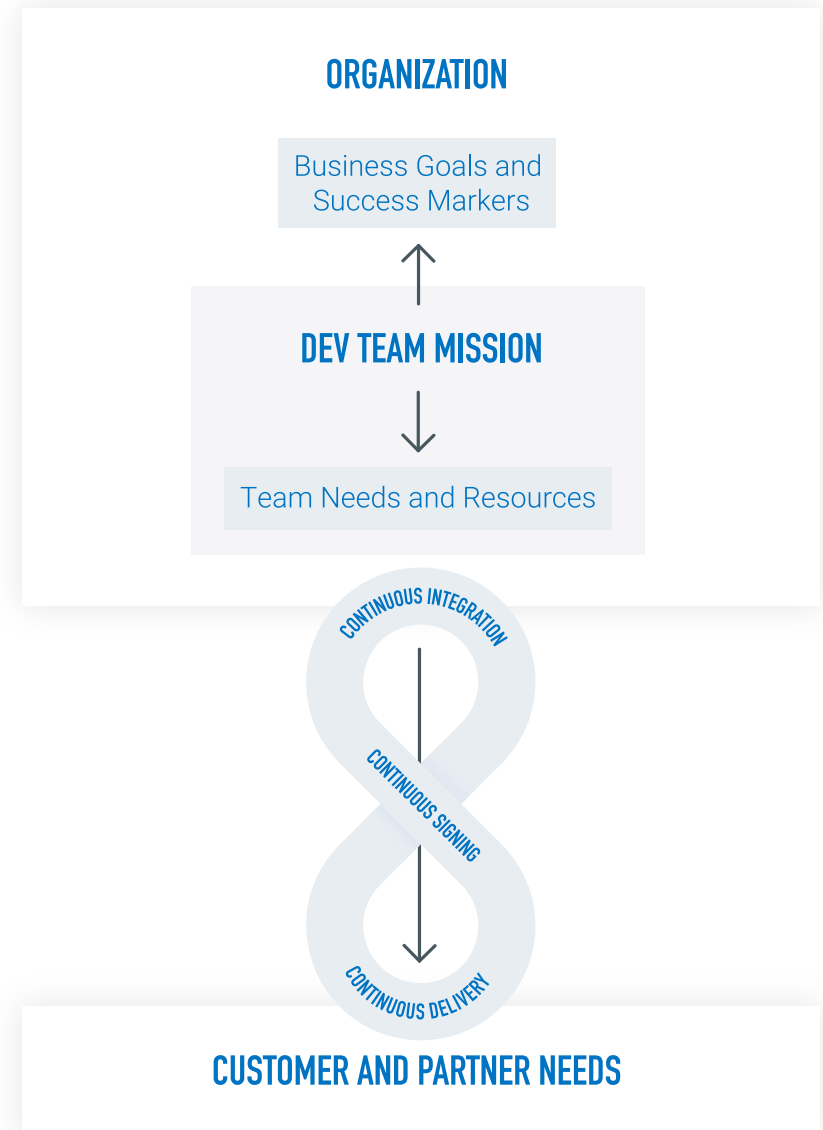 ORGANIZATION
Business Goals and
Success Markers
DEV TEAM MISSION
Team Needs and Resources
CONTINUOUS INTEGRATION
CONTINUOUS SIGNING
CONTINUOUS DELIVERY
CUSTOMER AND PARTNER NEEDS